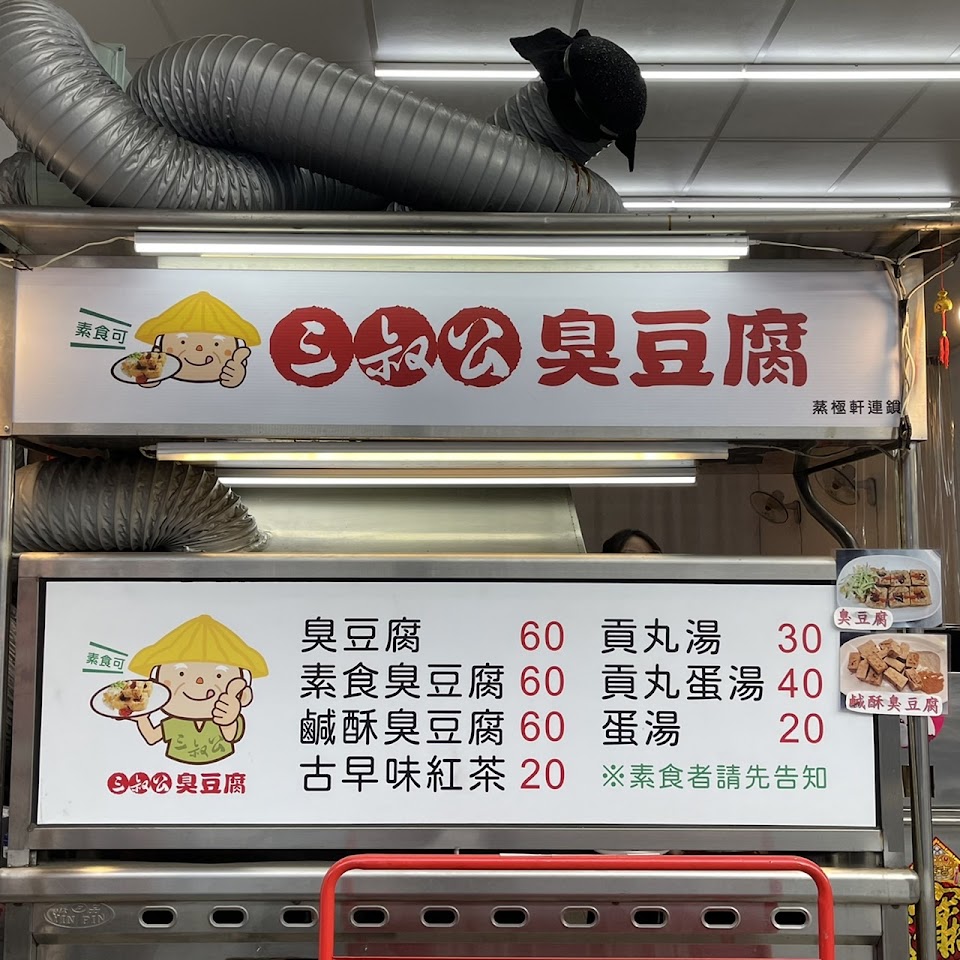 素食可
三叔公臭豆腐
蒸極軒連鎖
臭豆腐 60
素食臭豆腐 60
鹹酥臭豆腐 60
古早味紅茶 20
貢丸湯 30
貢丸蛋湯 40
蛋湯 20
※素食者請先告知
素食可
三叔公
三叔公臭豆腐
臭豆腐
鹹酥臭豆腐
YIN PIN